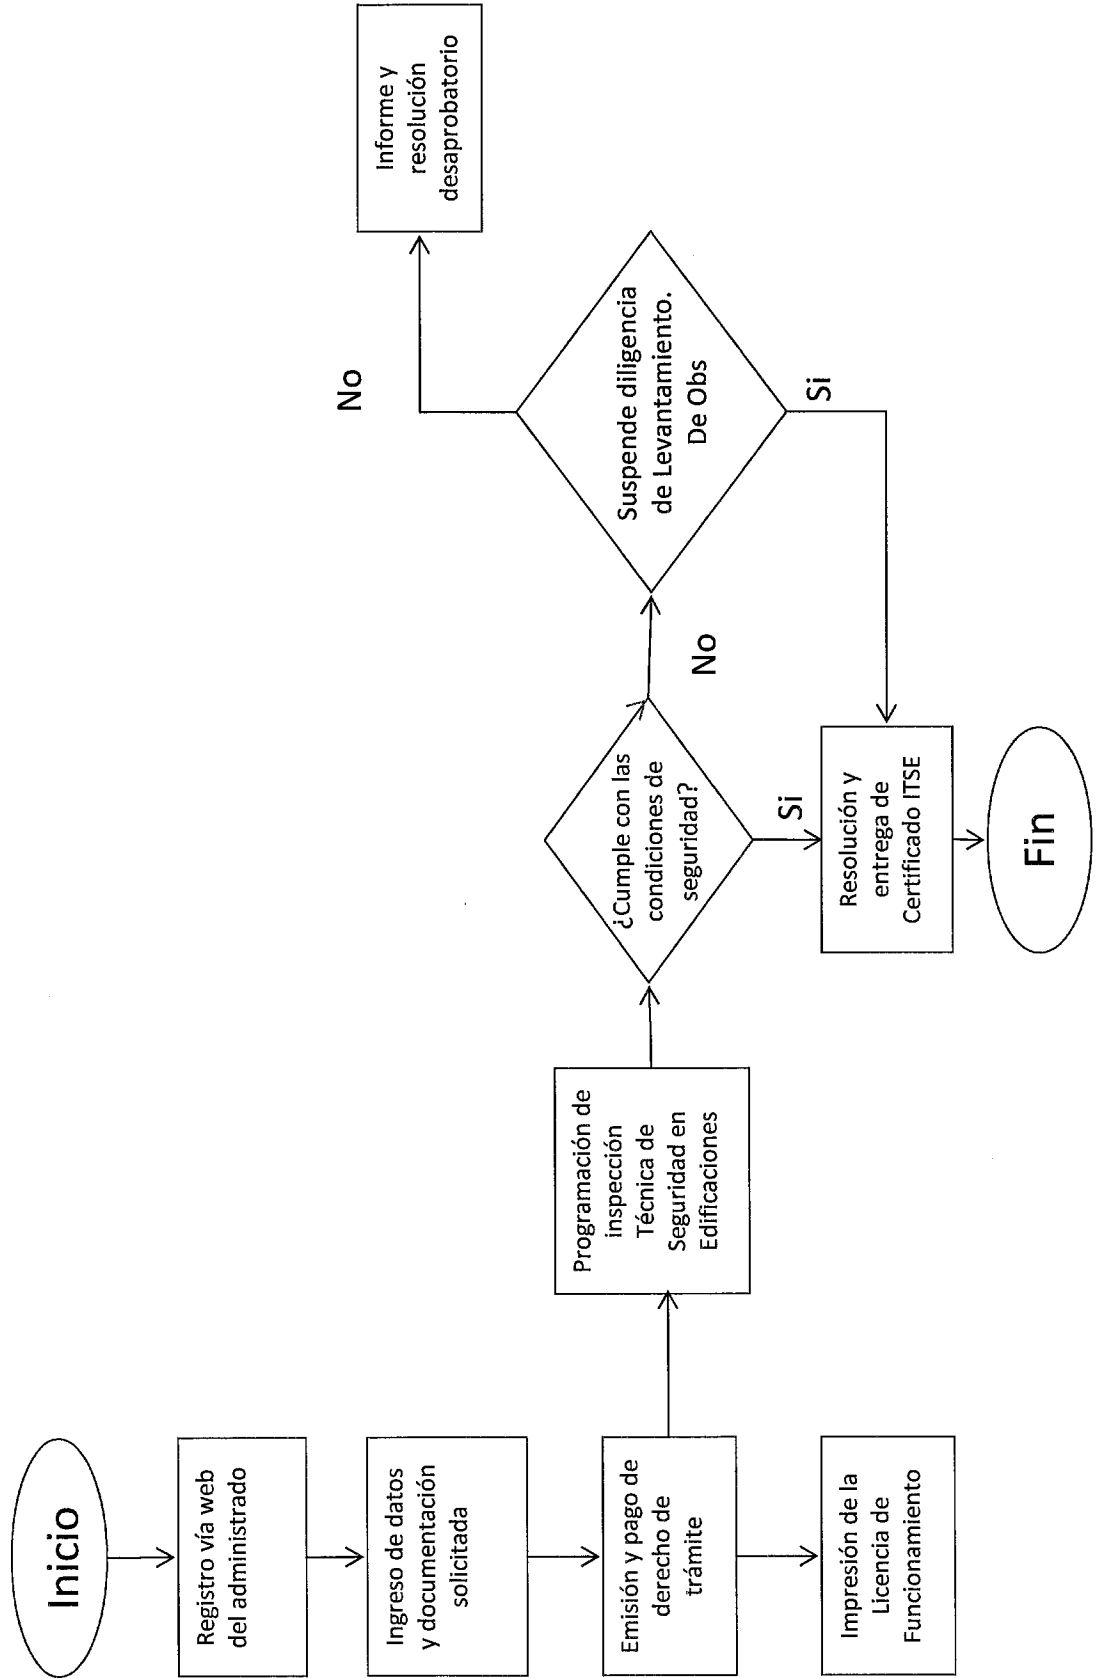 Inicio
Registro vía web
del administrado
Ingreso de datos
y documentación
solicitada
Emisión y pago de
derecho de
trámite
Impresión de la
Licencia de
Funcionamiento
Programación de
inspección
Técnica de
Seguridad en
Edificaciones
¿Cumple con las
condiciones de
seguridad?
Si
No
Resolución y
entrega de
Certificado ITSE
Fin
Suspende diligencia
de Levantamiento.
De Obs
Si
No
Informe y
resolución
desaprobatorio